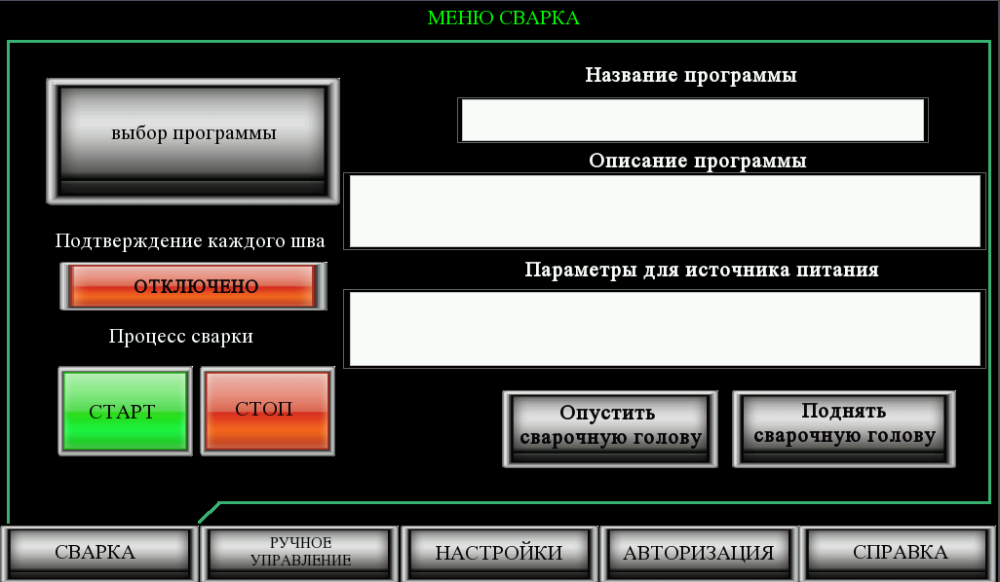 МЕНЮ СВАРКА
выбор программы
Название программы
Описание программы
Подтверждение каждого шва
ОТКЛЮЧЕНО
Параметры для источника питания
Процесс сварки
СТАРТ
СТОП
Опустить
сварочную голову
Поднять
сварочную голову
СВАРКА
РУЧНОЕ
УПРАВЛЕНИЕ
НАСТРОЙКИ
АВТОРИЗАЦИЯ
СПРАВКА